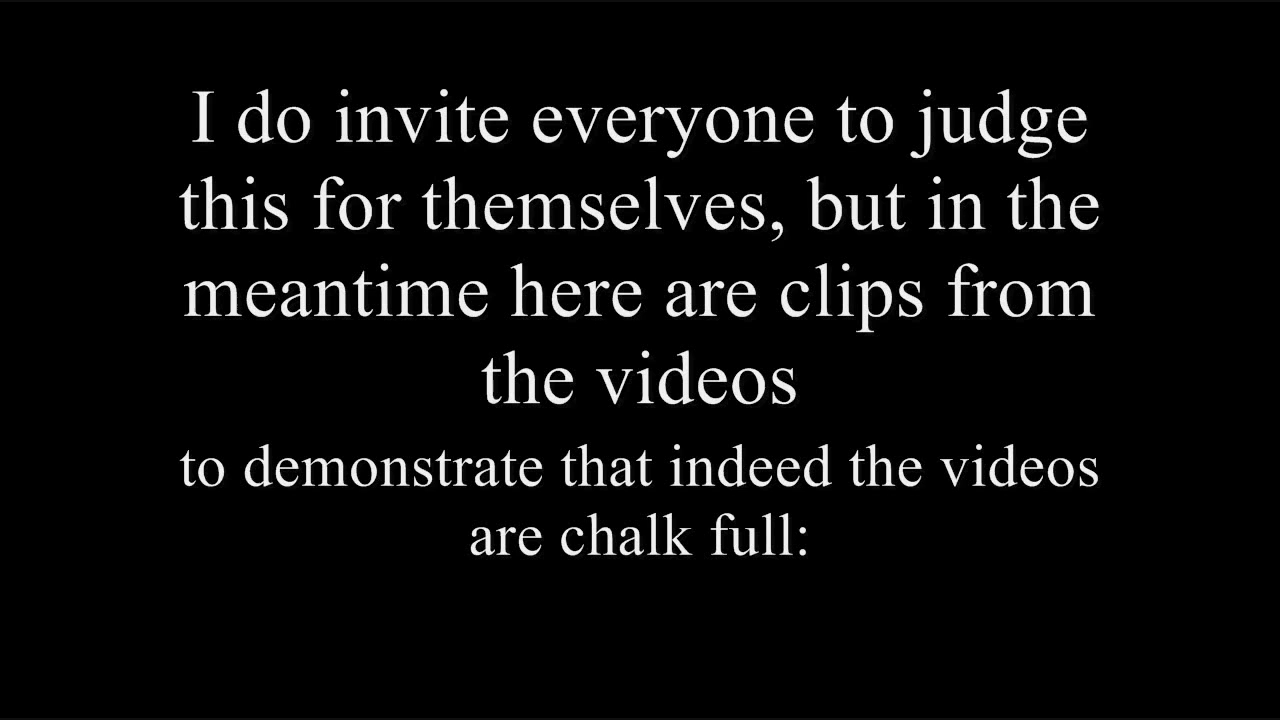 I do invite everyone to judge
this for themselves, but in the
meantime here are clips from
the videos
to demonstrate that indeed the videos
are chalk full: